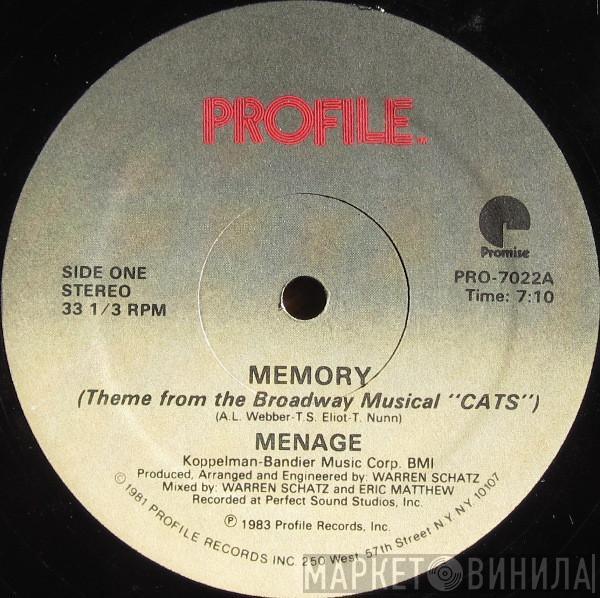 PROFILE™
Promise
SIDE ONE
STEREO
33 1/3 RPM
PRO-7022A
Time: 7:10
MEMORY
(Theme from the Broadway Musical "CATS")
(A.L. Webber-T.S. Eliot-T. Nunn)
MENAGE
Koppelman-Bandier Music Corp. BMI
Produced, Arranged and Engineered by: WARREN SCHATZ
Mixed by: WARREN SCHATZ and ERIC MATTHEW
Recorded at Perfect Sound Studios, Inc.
℗ 1983 Profile Records, Inc.
© 1981 PROFILE RECORDS INC. 250 West 57th Street N.Y. N.Y. 10107
МАРКЕТ ВИНИЛА